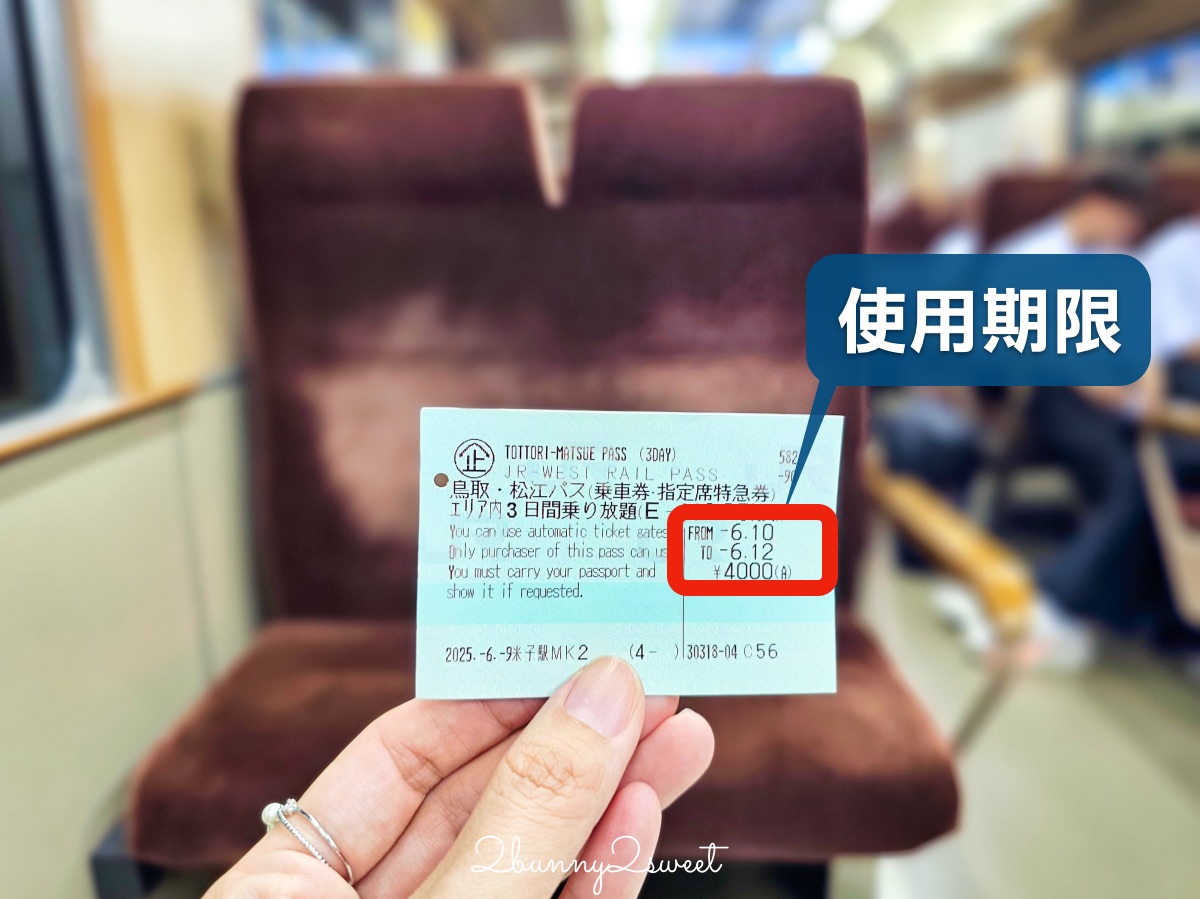 使用期限
TOTTORI-MATSUE PASS (3DAY)
582
JR-WEST RAIL PASS
鳥取・松江パス(乗車券・指定席特急券)
エリア内3日間乗り放題(E
You can use automatic ticket gates
FROM -6.10
Only purchaser of this pass can us
TO -6.12
You must carry your passport and
¥4000(A)
show it if requested.
2025.-6.-9米子駅MK2 (4- ) 30318-04 C56
2bunny2sweet